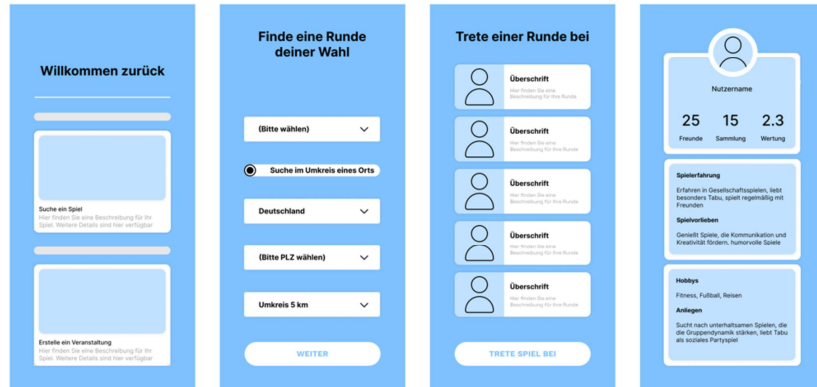 Willkommen zurück
Suche ein Spiel
Hier finden Sie eine Beschreibung für Ihr
Spiel. Weitere Details sind hier verfügbar
Erstelle ein Veranstaltung
Hier finden Sie eine Beschreibung für Ihr
Spiel. Weitere Details sind hier verfügbar
Finde eine Runde
deiner Wahl
(Bitte wählen)
Suche im Umkreis eines Orts
Deutschland
(Bitte PLZ wählen)
Umkreis 5 km
WEITER
Trete einer Runde bei
Überschrift
Hier finden Sie eine
Beschreibung für Ihre Runde
Überschrift
Hier finden Sie eine
Beschreibung für Ihre Runde
Überschrift
Hier finden Sie eine
Beschreibung für Ihre Runde
Überschrift
Hier finden Sie eine
Beschreibung für Ihre Runde
Überschrift
Hier finden Sie eine
Beschreibung für Ihre Runde
TRETE SPIEL BEI
Nutzername
25 15 2.3
Freunde Sammlung Wertung
Spielerfahrung
Erfahren in Gesellschaftsspielen, liebt
besonders Tabu, spielt regelmäßig mit
Freunden
Spielvorlieben
Genießt Spiele, die Kommunikation und
Kreativität fördern, humorvolle Spiele
Hobbys
Fitness, Fußball, Reisen
Anliegen
Sucht nach unterhaltsamen Spielen, die
die Gruppendynamik stärken, liebt Tabu
als soziales Partyspiel